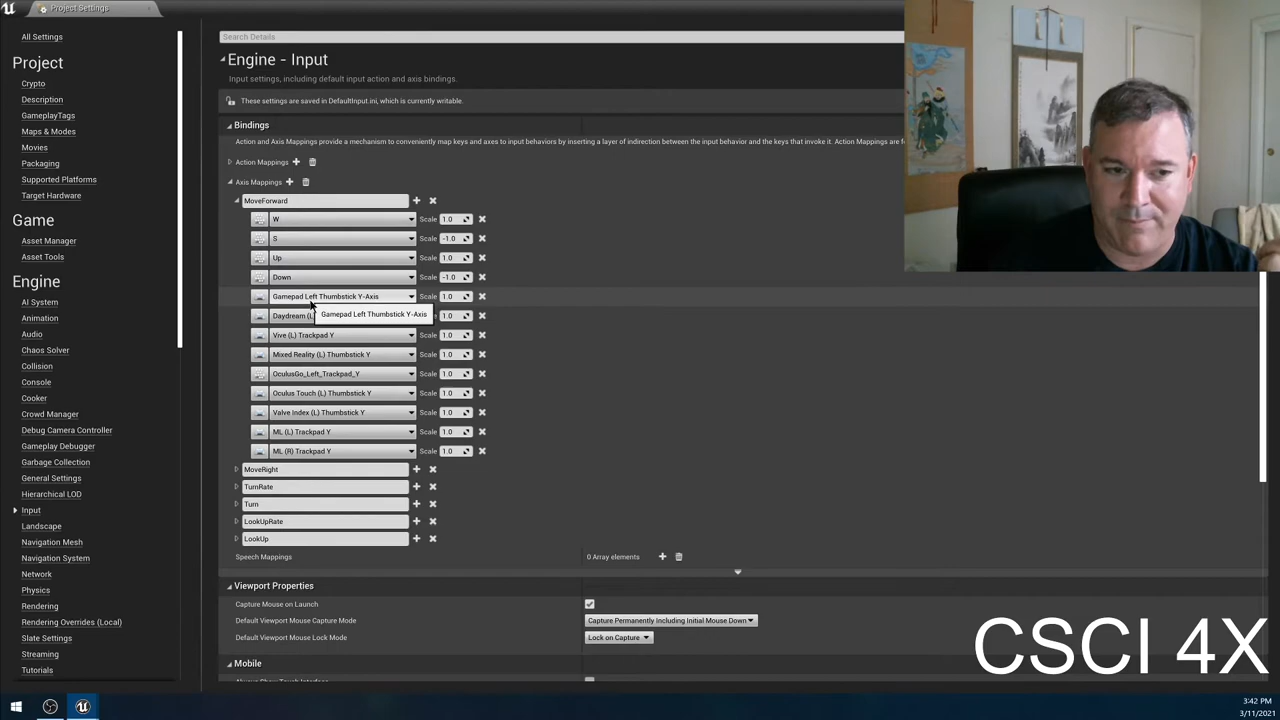 Project Settings
All Settings
Project
Crypto
Description
GameplayTags
Maps & Modes
Movies
Packaging
Supported Platforms
Target Hardware
Game
Asset Manager
Asset Tools
Engine
AI System
Animation
Audio
Chaos Solver
Collision
Console
Cooker
Crowd Manager
Debug Camera Controller
Gameplay Debugger
Garbage Collection
General Settings
Hierarchical LOD
Input
Landscape
Navigation Mesh
Navigation System
Network
Physics
Rendering
Rendering Overrides (Local)
Slate Settings
Streaming
Tutorials
Search Details
Engine - Input
Input settings, including default input action and axis bindings.
These settings are saved in DefaultInput.ini, which is currently writable.
Bindings
Action and Axis Mappings provide a mechanism to conveniently map keys and axes to input behaviors by inserting a layer of indirection between the input behavior and the keys that invoke it. Action Mappings are
Action Mappings
Axis Mappings
MoveForward
W Scale 1.0
S Scale -1.0
Up Scale 1.0
Down Scale -1.0
Gamepad Left Thumbstick Y-Axis Scale 1.0
Gamepad Left Thumbstick Y-Axis
Daydream (L) Scale 1.0
Vive (L) Trackpad Y Scale 1.0
Mixed Reality (L) Thumbstick Y Scale 1.0
OculusGo_Left_Trackpad_Y Scale 1.0
Oculus Touch (L) Thumbstick Y Scale 1.0
Valve Index (L) Thumbstick Y Scale 1.0
ML (L) Trackpad Y Scale 1.0
ML (R) Trackpad Y Scale 1.0
MoveRight
TurnRate
Turn
LookUpRate
LookUp
Speech Mappings 0 Array elements
Viewport Properties
Capture Mouse on Launch
Default Viewport Mouse Capture Mode Capture Permanently Including Initial Mouse Down
Default Viewport Mouse Lock Mode Lock on Capture
Mobile
Always Show Touch Interface
CSCI 4X
3:42 PM
3/11/2021